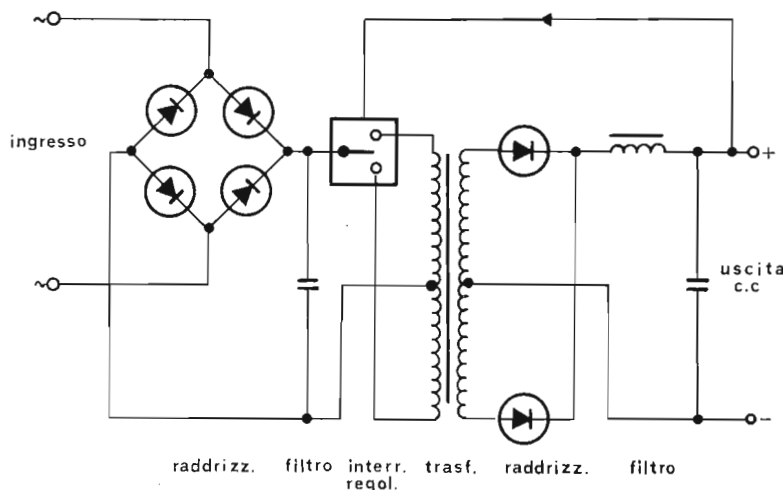 ~
ingresso
~
+
uscita
c.c
-
raddrizz. filtro interr. trasf. raddrizz. filtro
regol.